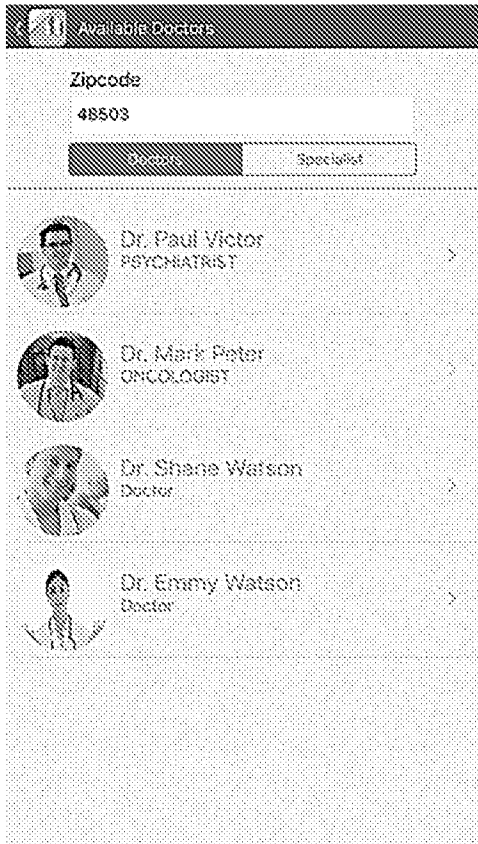 Available Doctors
Zipcode
48503
Doctors
Specialist
Dr. Paul Victor
PSYCHIATRIST
Dr. Mark Peter
ONCOLOGIST
Dr. Shane Watson
Doctor
Dr. Emmy Watson
Doctor